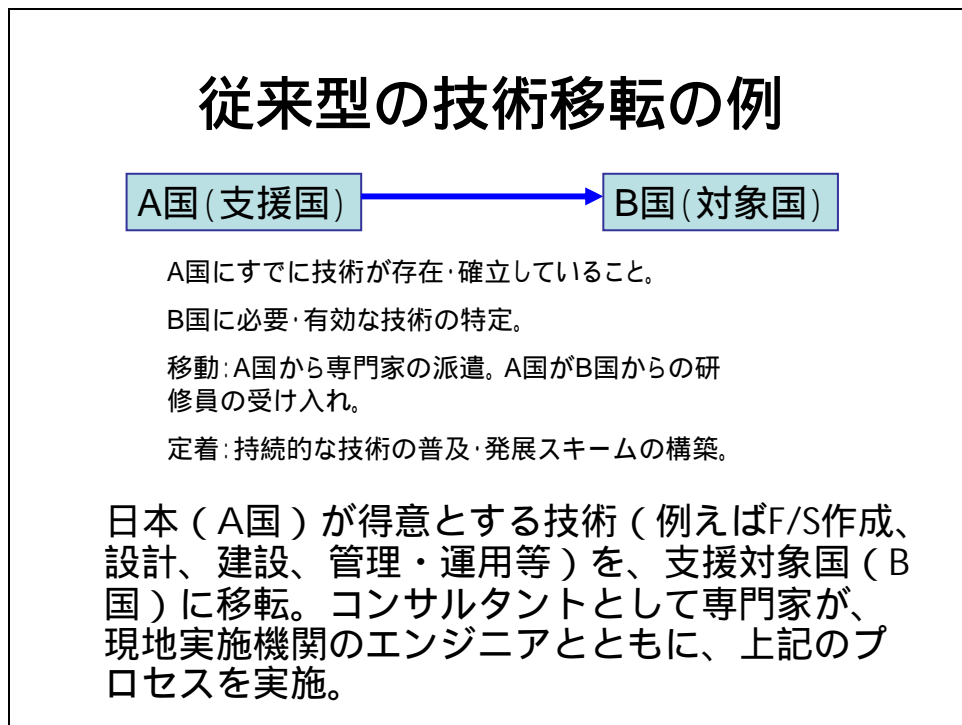 従来型の技術移転の例
A国(支援国)
B国(対象国)
A国にすでに技術が存在・確立していること。
B国に必要・有効な技術の特定。
移動:A国から専門家の派遣。A国がB国からの研
修員の受け入れ。
定着:持続的な技術の普及・発展スキームの構築。
日本（A国）が得意とする技術（例えばF/S作成、
設計、建設、管理・運用等）を、支援対象国（B
国）に移転。コンサルタントとして専門家が、
現地実施機関のエンジニアとともに、上記のプ
ロセスを実施。